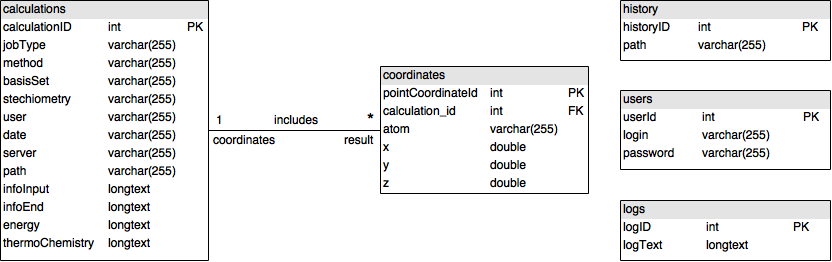 calculations
calculationID int PK
jobType varchar(255)
method varchar(255)
basisSet varchar(255)
stechiometry varchar(255)
user varchar(255)
date varchar(255)
server varchar(255)
path varchar(255)
infoInput longtext
infoEnd longtext
energy longtext
thermoChemistry longtext
1 includes *
coordinates result
coordinates
pointCoordinateId int PK
calculation_id int FK
atom varchar(255)
x double
y double
z double
history
historyID int PK
path varchar(255)
users
userId int PK
login varchar(255)
password varchar(255)
logs
logID int PK
logText longtext